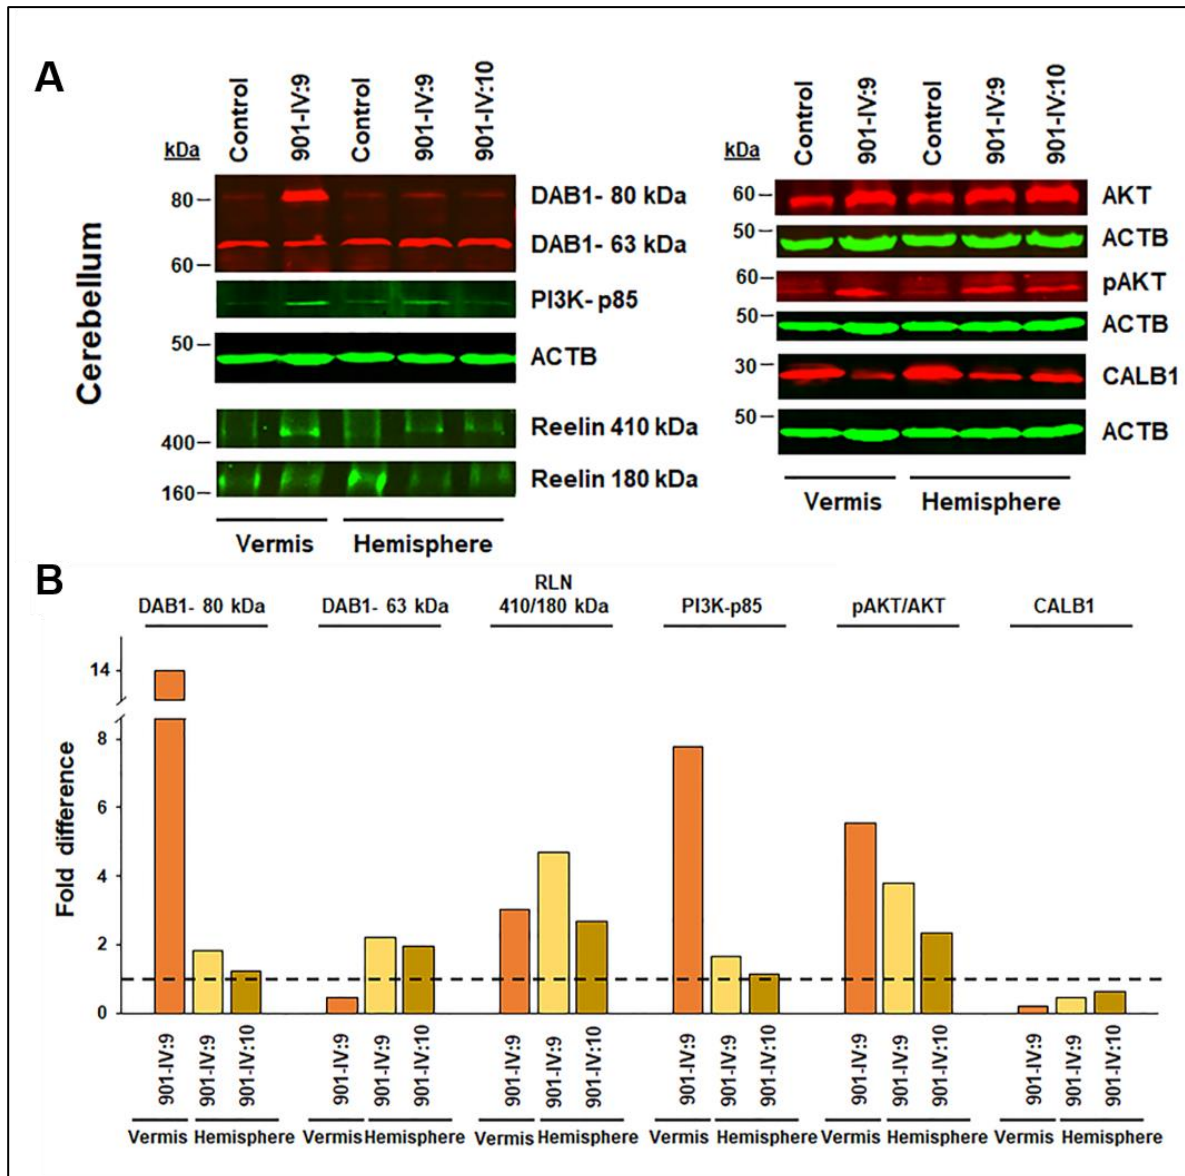 A
Cerebellum
kDa
Control
901-IV:9
Control
901-IV:9
901-IV:10
80
60
DAB1- 80 kDa
DAB1- 63 kDa
PI3K- p85
50
ACTB
400
Reelin 410 kDa
160
Reelin 180 kDa
Vermis
Hemisphere
kDa
Control
901-IV:9
Control
901-IV:9
901-IV:10
60
AKT
50
ACTB
60
pAKT
50
ACTB
30
CALB1
50
ACTB
Vermis
Hemisphere
B
DAB1- 80 kDa
DAB1- 63 kDa
RLN
410/180 kDa
PI3K-p85
pAKT/AKT
CALB1
Fold difference
14
8
6
4
2
0
901-IV:9
901-IV:9
901-IV:10
901-IV:9
901-IV:9
901-IV:10
901-IV:9
901-IV:9
901-IV:10
901-IV:9
901-IV:9
901-IV:10
901-IV:9
901-IV:9
901-IV:10
901-IV:9
901-IV:9
901-IV:10
Vermis Hemisphere
Vermis Hemisphere
Vermis Hemisphere
Vermis Hemisphere
Vermis Hemisphere
Vermis Hemisphere